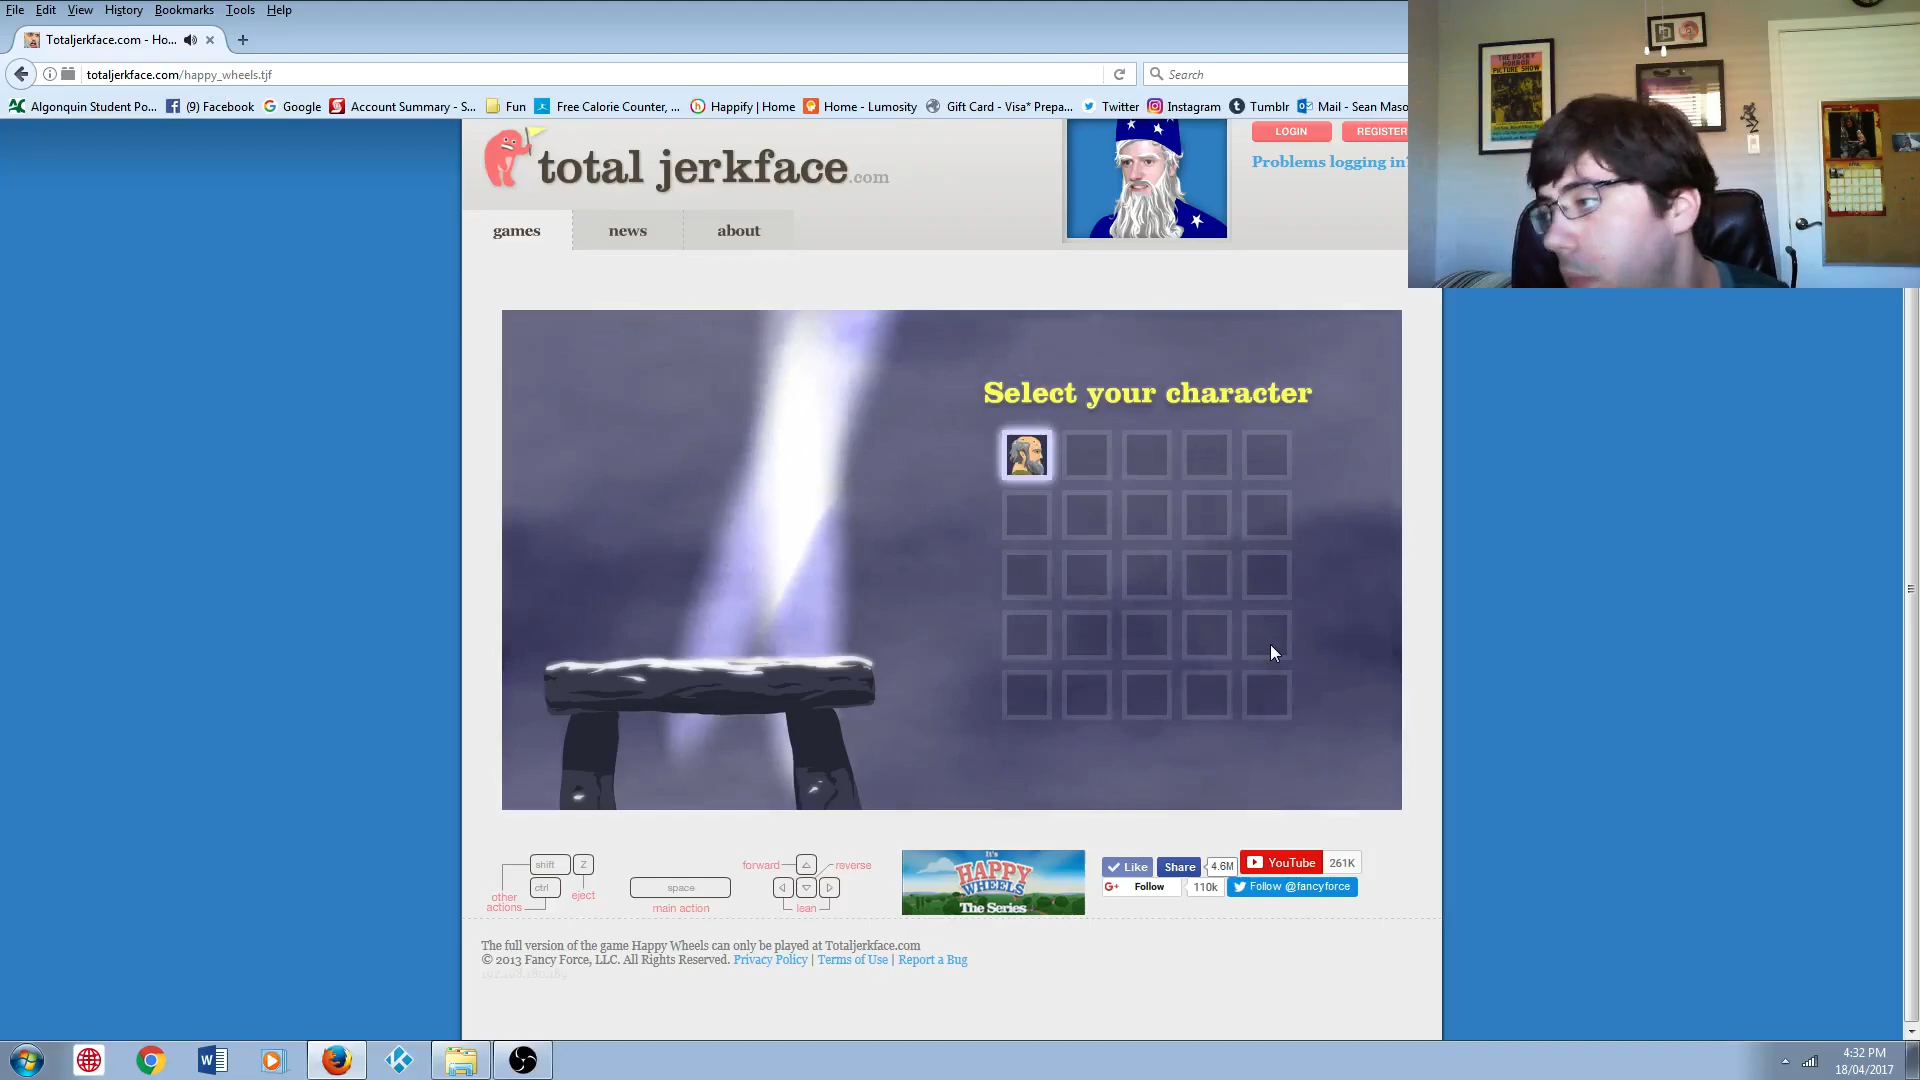 File Edit View History Bookmarks Tools Help
Totaljerkface.com - Ho...
totaljerkface.com/happy_wheels.tjf
Search
Algonquin Student Po... (9) Facebook Google Account Summary - S... Fun Free Calorie Counter, ... Happify | Home Home - Lumosity Gift Card - Visa* Prepa... Twitter Instagram Tumblr Mail - Sean Maso
THE ROCKY
HORROR
PICTURE SHOW
total jerkface.com
LOGIN REGISTER
Problems logging in?
games news about
Select your character
shift Z
ctrl
eject
other
actions
space
main action
forward reverse
lean
It's
HAPPY
WHEELS
The Series
Like Share 4.6M YouTube 261K
Follow 110k Follow @fancyforce
The full version of the game Happy Wheels can only be played at Totaljerkface.com
© 2013 Fancy Force, LLC. All Rights Reserved. Privacy Policy | Terms of Use | Report a Bug
4:32 PM
18/04/2017